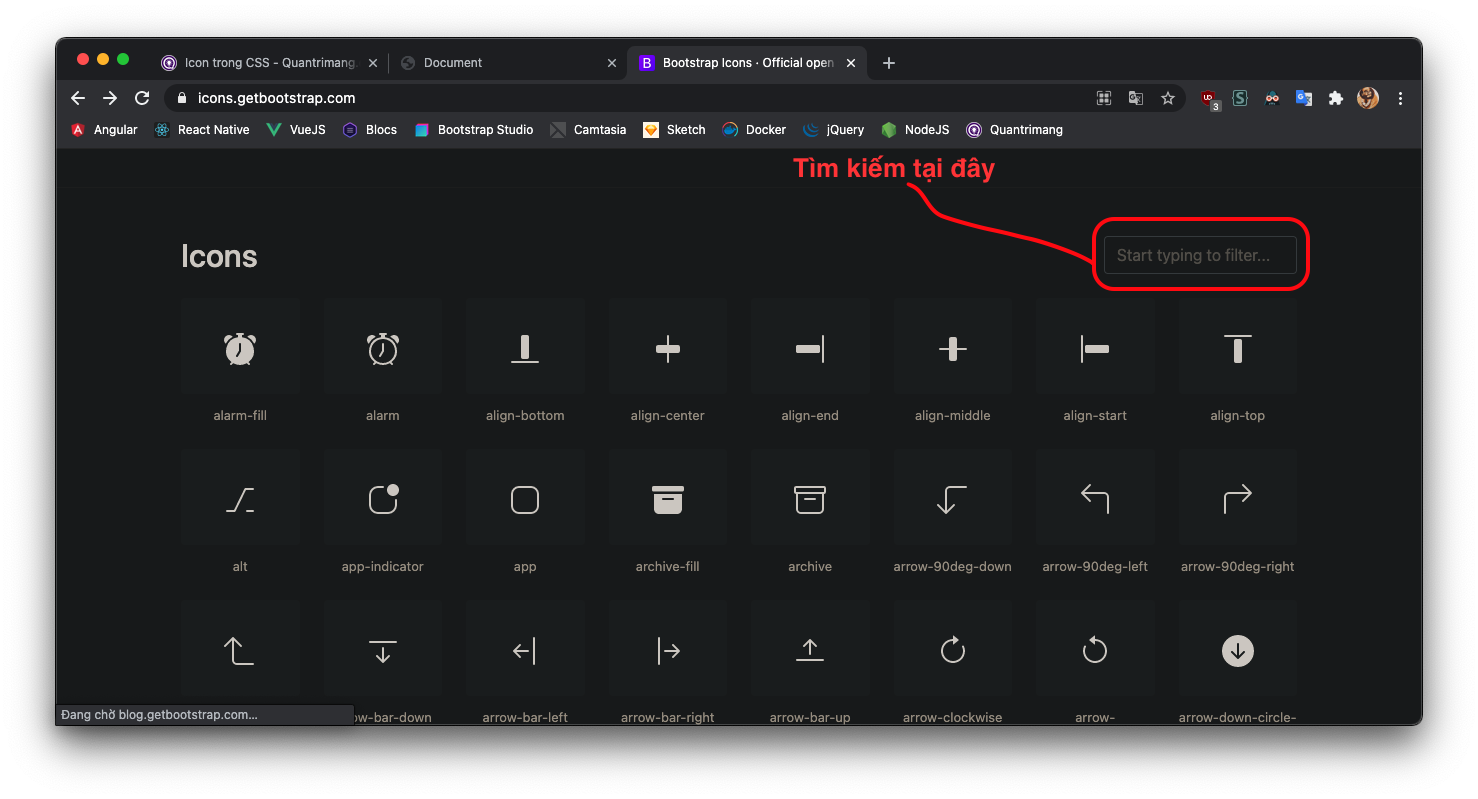 Icon trong CSS - Quantrimang.
Document
Bootstrap Icons · Official open
icons.getbootstrap.com
3
Angular
React Native
VueJS
Blocs
Bootstrap Studio
Camtasia
Sketch
Docker
jQuery
NodeJS
Quantrimang
Tìm kiếm tại đây
Icons
Start typing to filter...
alarm-fill
alarm
align-bottom
align-center
align-end
align-middle
align-start
align-top
alt
app-indicator
app
archive-fill
archive
arrow-90deg-down
arrow-90deg-left
arrow-90deg-right
Đang chờ blog.getbootstrap.com...
ow-bar-down
arrow-bar-left
arrow-bar-right
arrow-bar-up
arrow-clockwise
arrow-
arrow-down-circle-